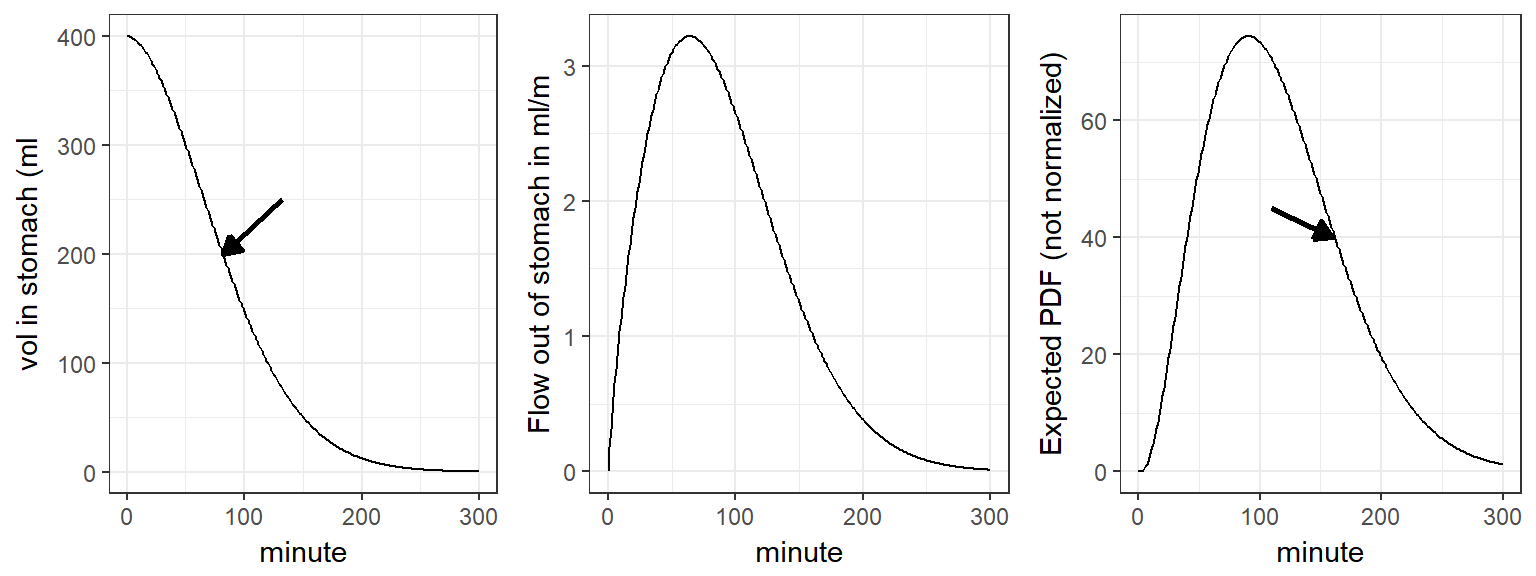 vol in stomach (ml
400
300
200
100
0
0 100 200 300
minute
Flow out of stomach in ml/m
3
2
1
0
0 100 200 300
minute
Expected PDF (not normalized)
60
40
20
0
0 100 200 300
minute